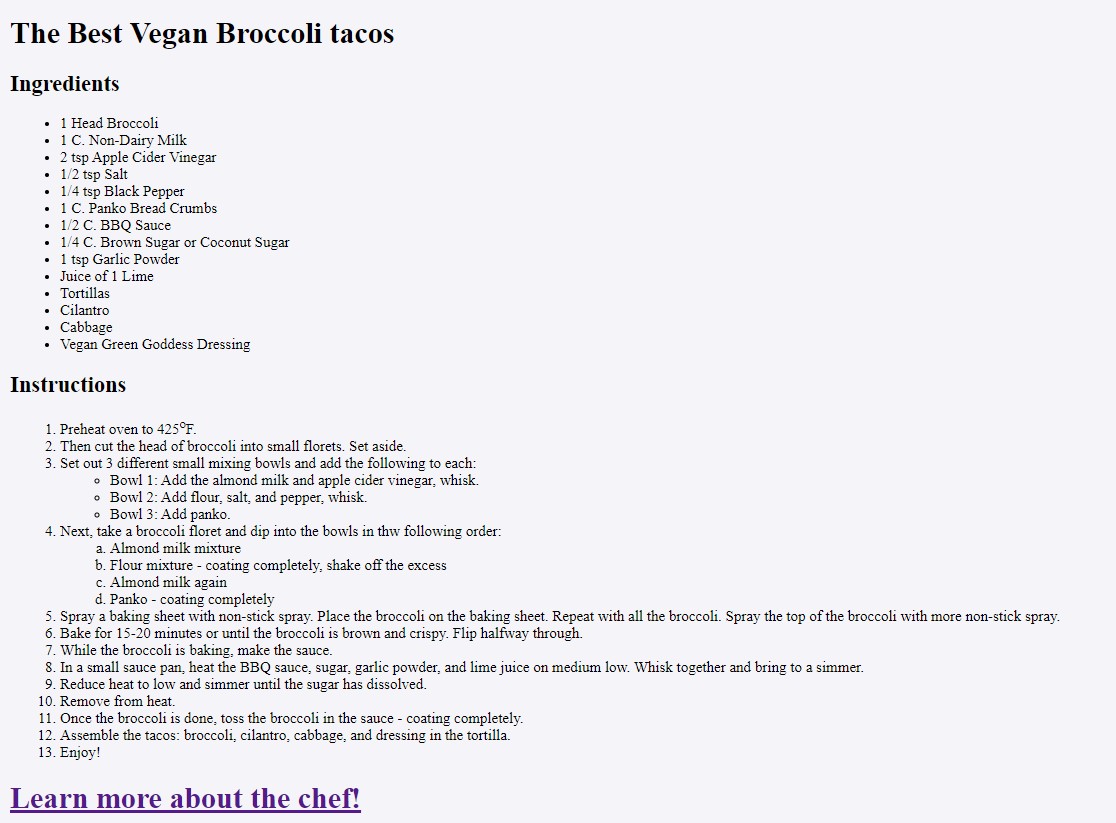 The Best Vegan Broccoli tacos
Ingredients
• 1 Head Broccoli
• 1 C. Non-Dairy Milk
• 2 tsp Apple Cider Vinegar
• 1/2 tsp Salt
• 1/4 tsp Black Pepper
• 1 C. Panko Bread Crumbs
• 1/2 C. BBQ Sauce
• 1/4 C. Brown Sugar or Coconut Sugar
• 1 tsp Garlic Powder
• Juice of 1 Lime
• Tortillas
• Cilantro
• Cabbage
• Vegan Green Goddess Dressing
Instructions
1. Preheat oven to 425°F.
2. Then cut the head of broccoli into small florets. Set aside.
3. Set out 3 different small mixing bowls and add the following to each:
◦ Bowl 1: Add the almond milk and apple cider vinegar, whisk.
◦ Bowl 2: Add flour, salt, and pepper, whisk.
◦ Bowl 3: Add panko.
4. Next, take a broccoli floret and dip into the bowls in thw following order:
a. Almond milk mixture
b. Flour mixture - coating completely, shake off the excess
c. Almond milk again
d. Panko - coating completely
5. Spray a baking sheet with non-stick spray. Place the broccoli on the baking sheet. Repeat with all the broccoli. Spray the top of the broccoli with more non-stick spray.
6. Bake for 15-20 minutes or until the broccoli is brown and crispy. Flip halfway through.
7. While the broccoli is baking, make the sauce.
8. In a small sauce pan, heat the BBQ sauce, sugar, garlic powder, and lime juice on medium low. Whisk together and bring to a simmer.
9. Reduce heat to low and simmer until the sugar has dissolved.
10. Remove from heat.
11. Once the broccoli is done, toss the broccoli in the sauce - coating completely.
12. Assemble the tacos: broccoli, cilantro, cabbage, and dressing in the tortilla.
13. Enjoy!
Learn more about the chef!